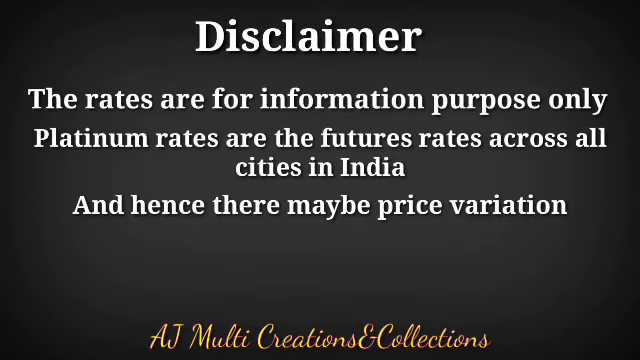 Disclaimer
The rates are for information purpose only
Platinum rates are the futures rates across all
cities in India
And hence there maybe price variation
AJ Multi Creations&Collections